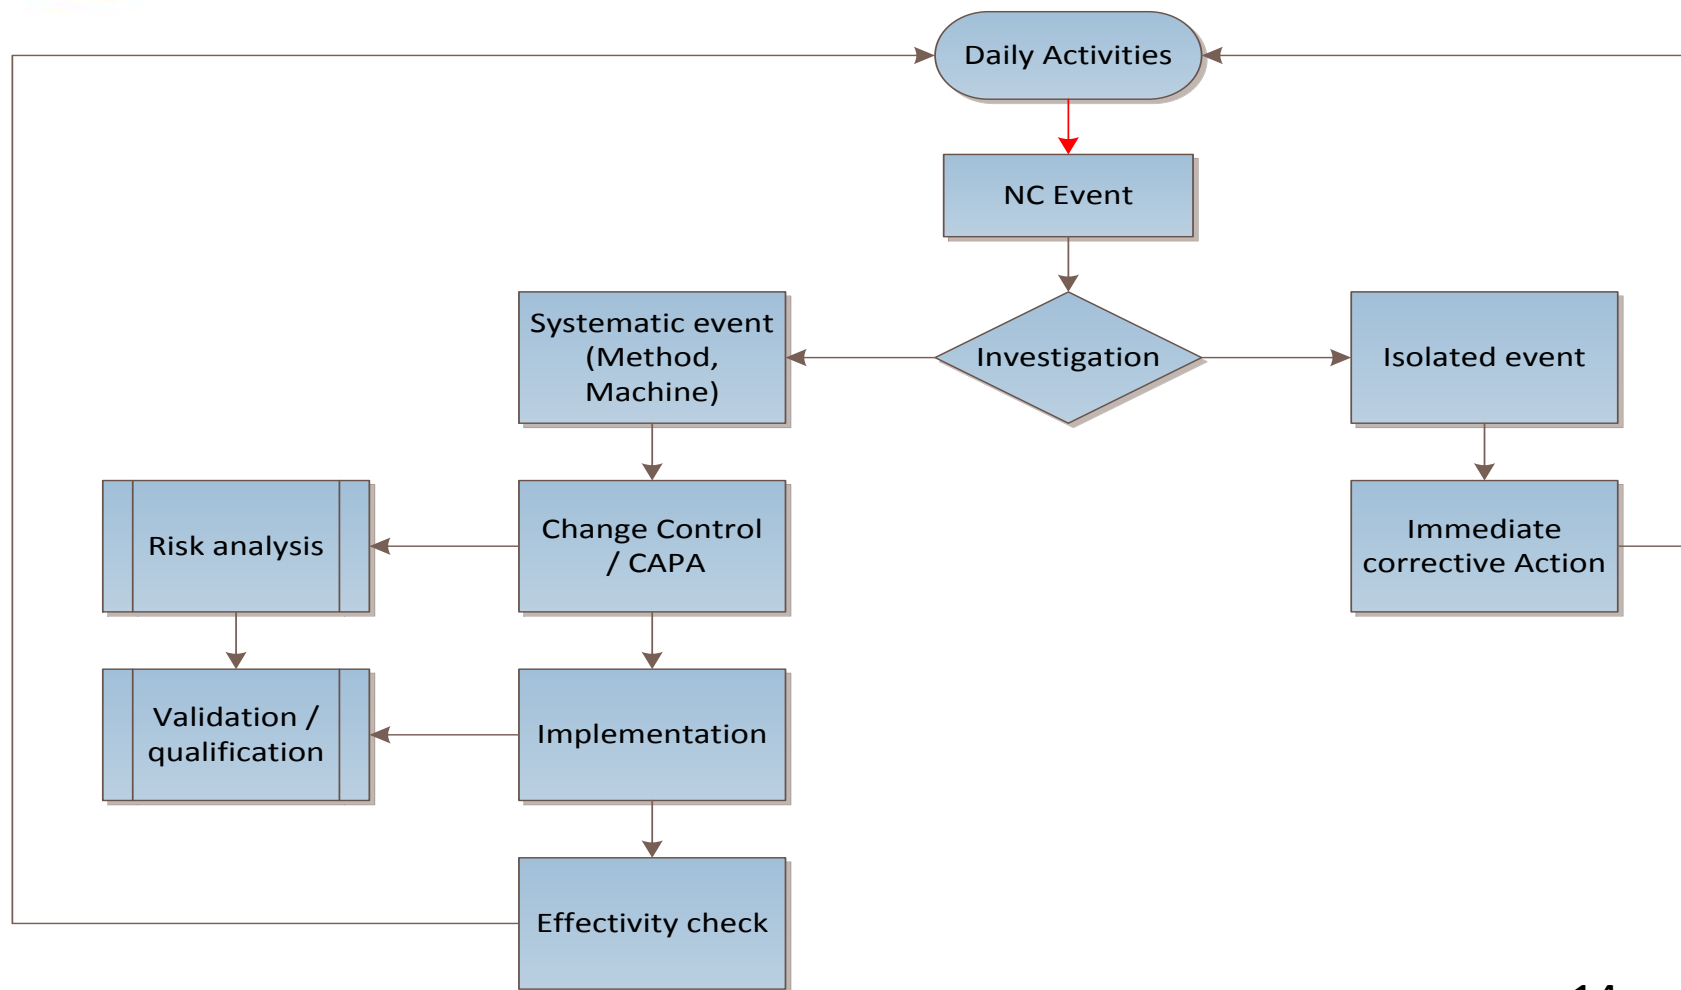 Daily Activities
NC Event
Systematic event
(Method,
Machine)
Investigation
Isolated event
Risk analysis
Change Control
/ CAPA
Immediate
corrective Action
Validation /
qualification
Implementation
Effectivity check
14